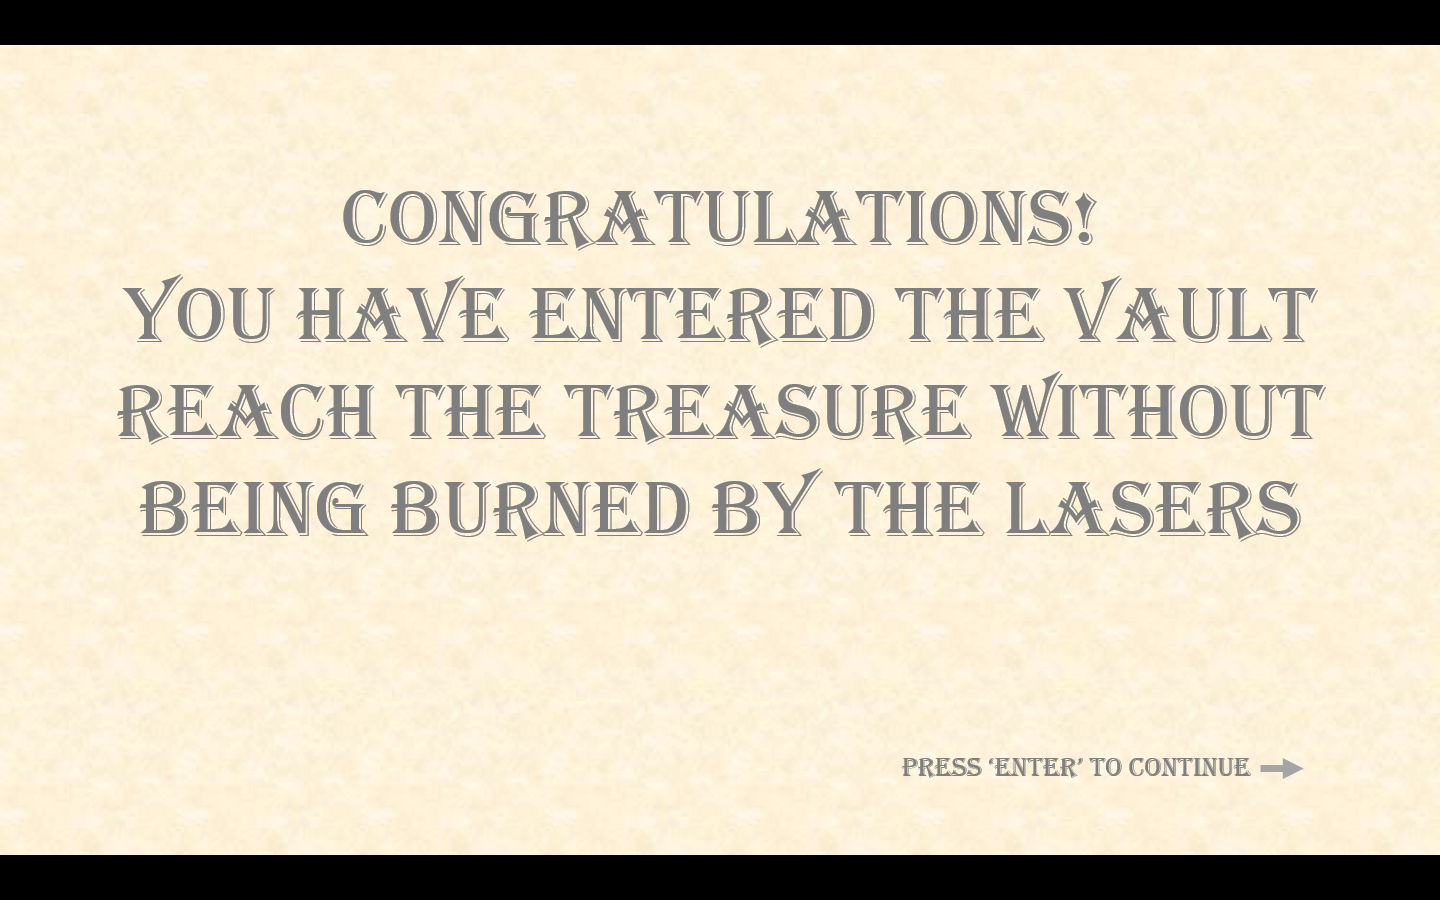 CONGRATULATIONS!
YOU HAVE ENTERED THE VAULT
REACH THE TREASURE WITHOUT
BEING BURNED BY THE LASERS
PRESS ‘ENTER’ TO CONTINUE